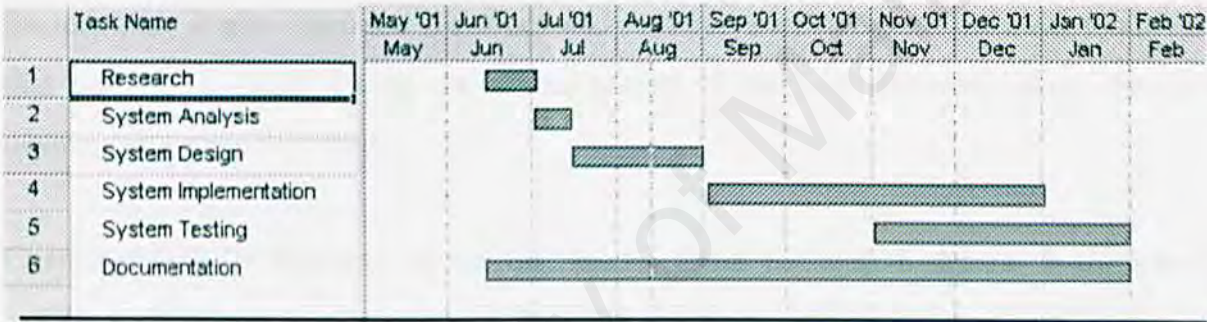 Task Name May '01 Jun '01 Jul '01 Aug '01 Sep '01 Oct '01 Nov '01 Dec '01 Jan '02 Feb '02
May Jun Jul Aug Sep Oct Nov Dec Jan Feb
1 Research
2 System Analysis
3 System Design
4 System Implementation
5 System Testing
6 Documentation